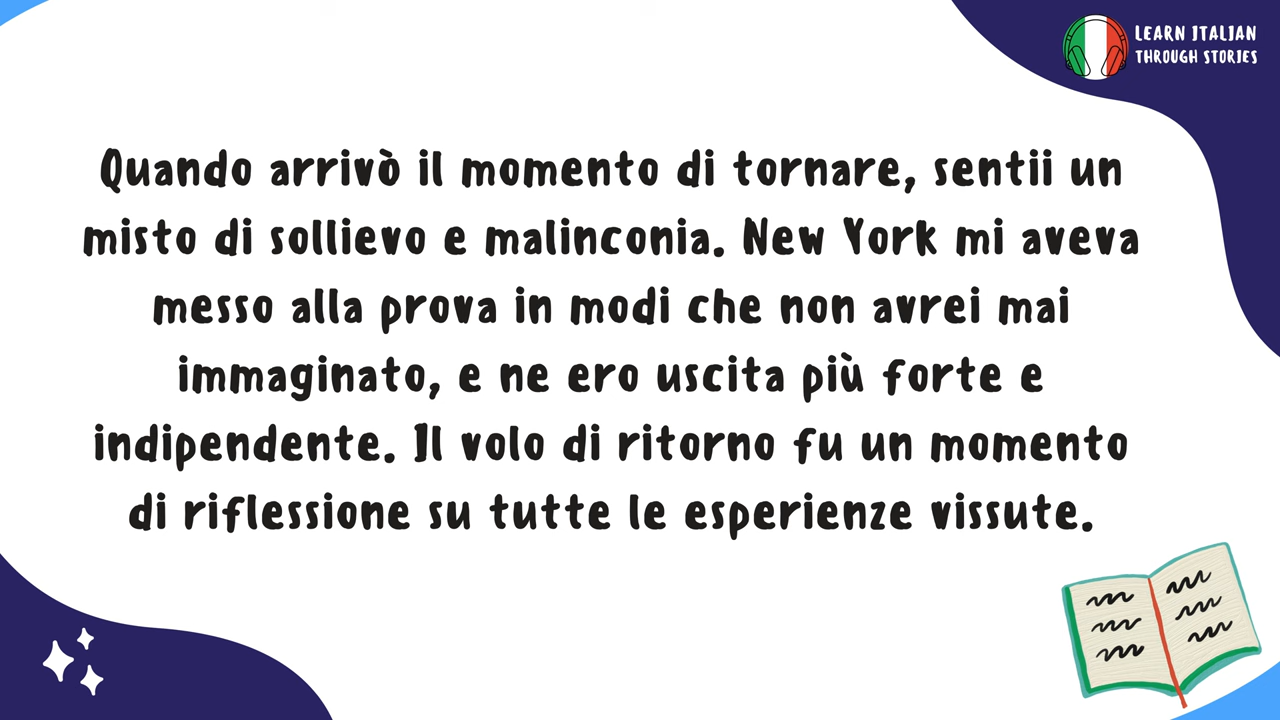 LEARN ITALIAN
THROUGH STORIES
Quando arrivò il momento di tornare, sentii un
misto di sollievo e malinconia. New York mi aveva
messo alla prova in modi che non avrei mai
immaginato, e ne ero uscita più forte e
indipendente. Il volo di ritorno fu un momento
di riflessione su tutte le esperienze vissute.